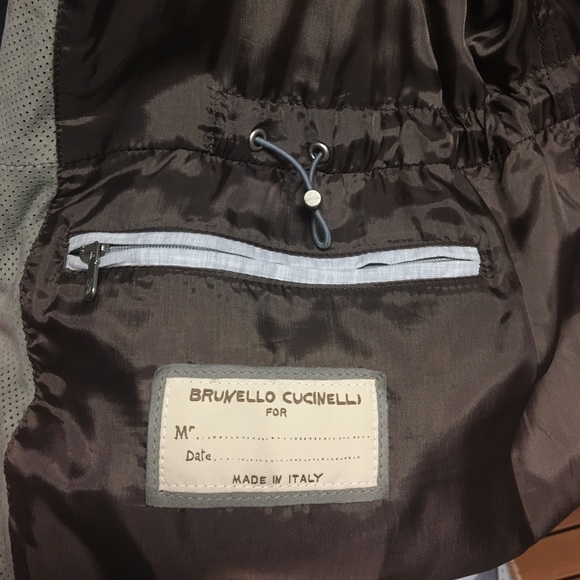 BRUNELLO CUCINELLI
FOR
Mr.
Date
MADE IN ITALY